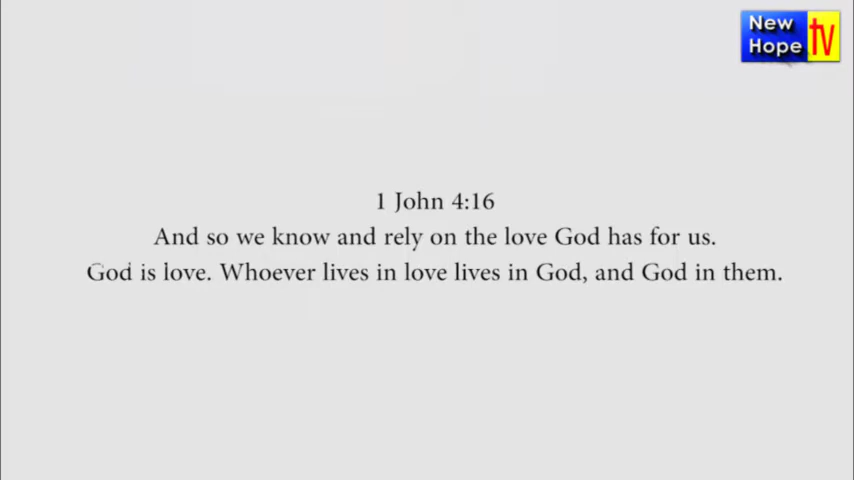 New
Hope
tv
1 John 4:16
And so we know and rely on the love God has for us.
God is love. Whoever lives in love lives in God, and God in them.